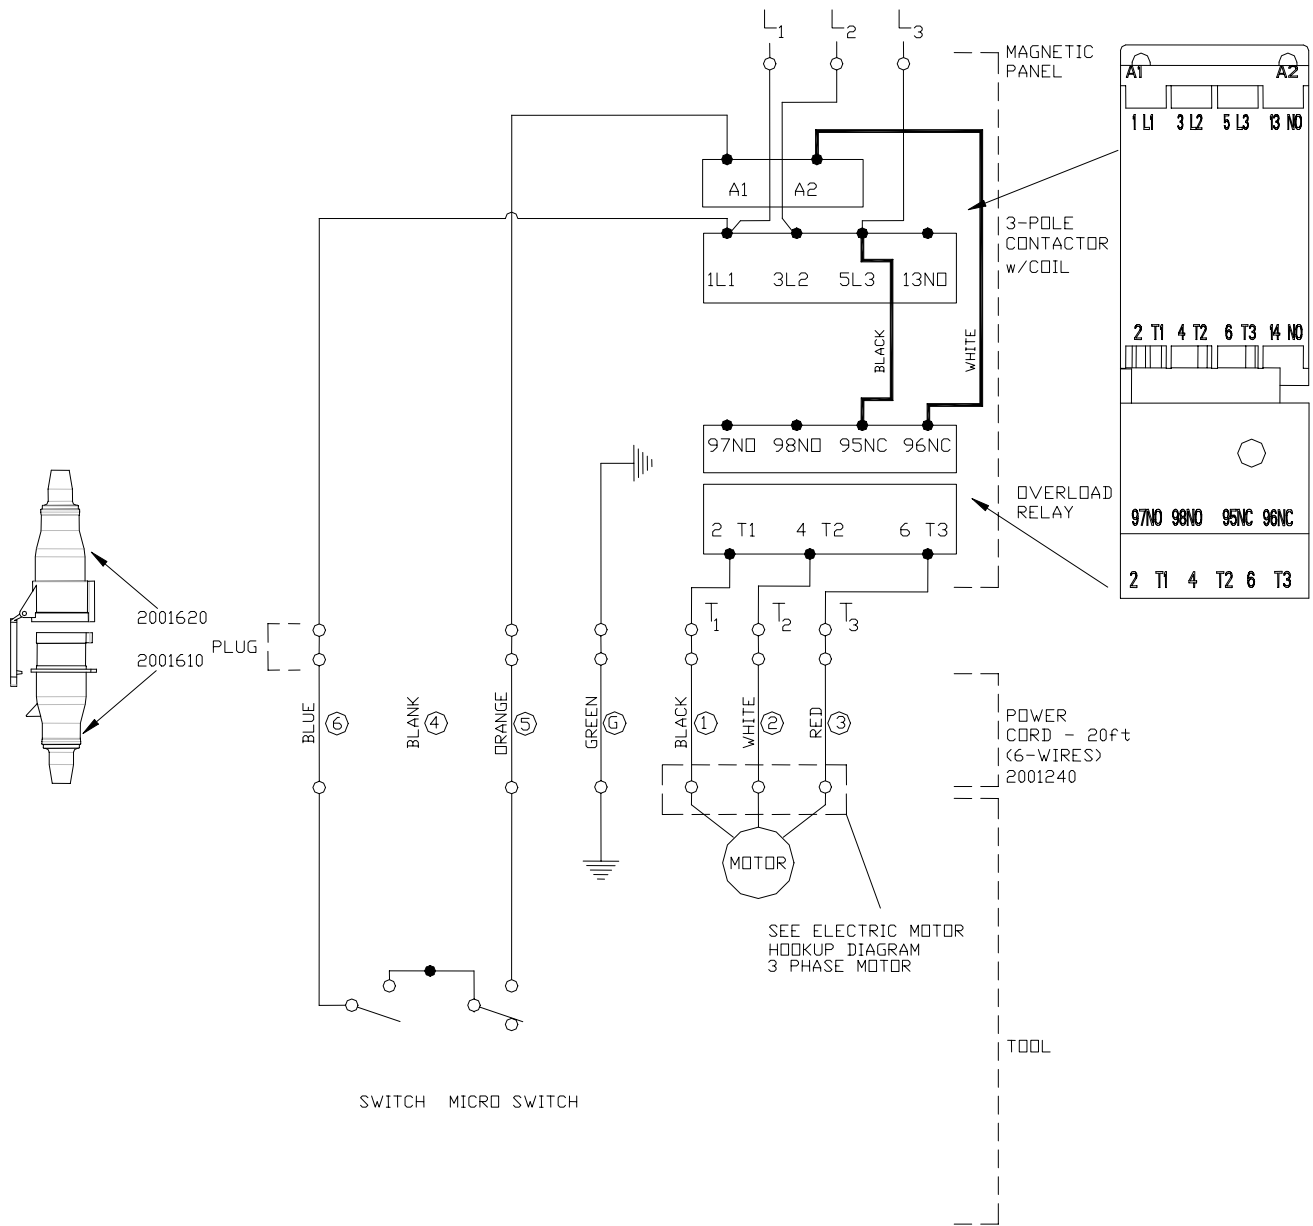 L1 L2 L3
MAGNETIC
PANEL
A1 A2
1 L1 3 L2 5 L3 13 NO
A1 A2
3-POLE
CONTACTOR
w/COIL
1L1 3L2 5L3 13NO
BLACK
WHITE
2 T1 4 T2 6 T3 14 NO
97NO 98NO 95NC 96NC
OVERLOAD
RELAY
97NO 98NO 95NC 96NC
2 T1 4 T2 6 T3
2 T1 4 T2 6 T3
T1 T2 T3
2001620
PLUG
2001610
BLUE 6
BLANK 4
ORANGE 5
GREEN G
BLACK 1
WHITE 2
RED 3
POWER
CORD - 20ft
(6-WIRES)
2001240
MOTOR
SEE ELECTRIC MOTOR
HOOKUP DIAGRAM
3 PHASE MOTOR
TOOL
SWITCH MICRO SWITCH